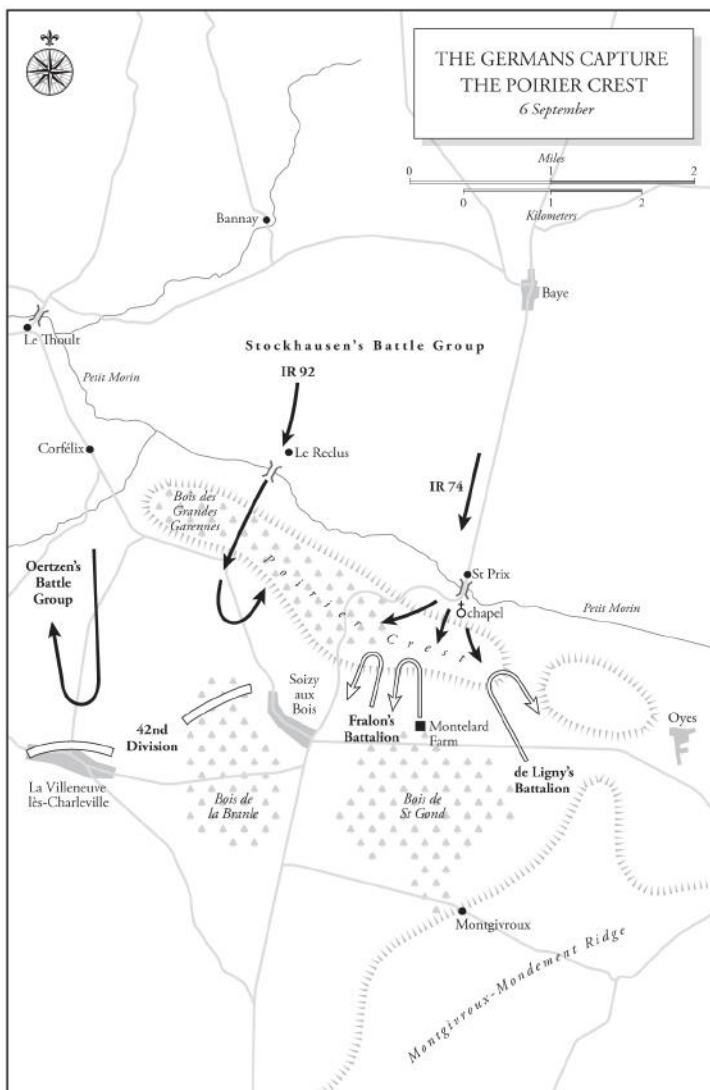 THE GERMANS CAPTURE
THE POIRIER CREST
6 September
Miles
0 1 2
0 1 2
Kilometers
Bannay
Baye
Le Thoult
Stockhausen's Battle Group
Petit Morin
IR 92
Corfélix
Le Reclus
IR 74
Bois des
Grandes
Garennes
Oertzen's
Battle
Group
St Prix
Petit Morin
chapel
Poirier Crest
Soizy
aux
Bois
Oyes
42nd
Division
Fralon's
Battalion
Montelard
Farm
de Ligny's
Battalion
La Villeneuve
lès-Charleville
Bois de
la Branle
Bois de
St Gond
Montgivroux
Montgivroux-Mondement Ridge